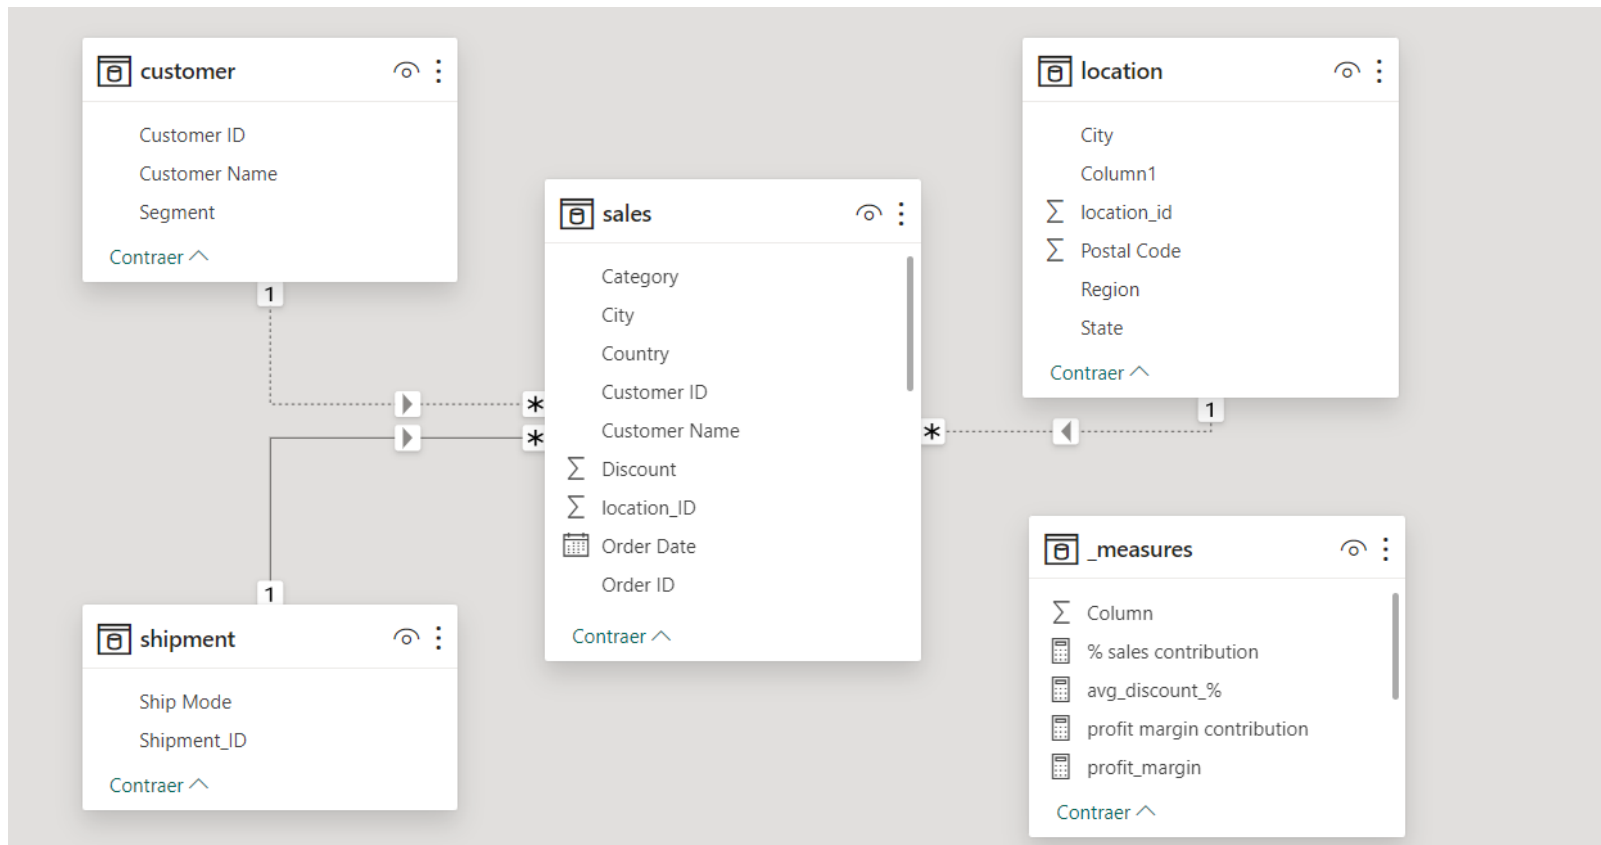 customer
Customer ID
Customer Name
Segment
Contraer
1
sales
Category
City
Country
Customer ID
Customer Name
Discount
location_ID
Order Date
Order ID
Contraer
*
*
*
location
City
Column1
location_id
Postal Code
Region
State
Contraer
1
1
shipment
Ship Mode
Shipment_ID
Contraer
_measures
Column
% sales contribution
avg_discount_%
profit margin contribution
profit_margin
Contraer